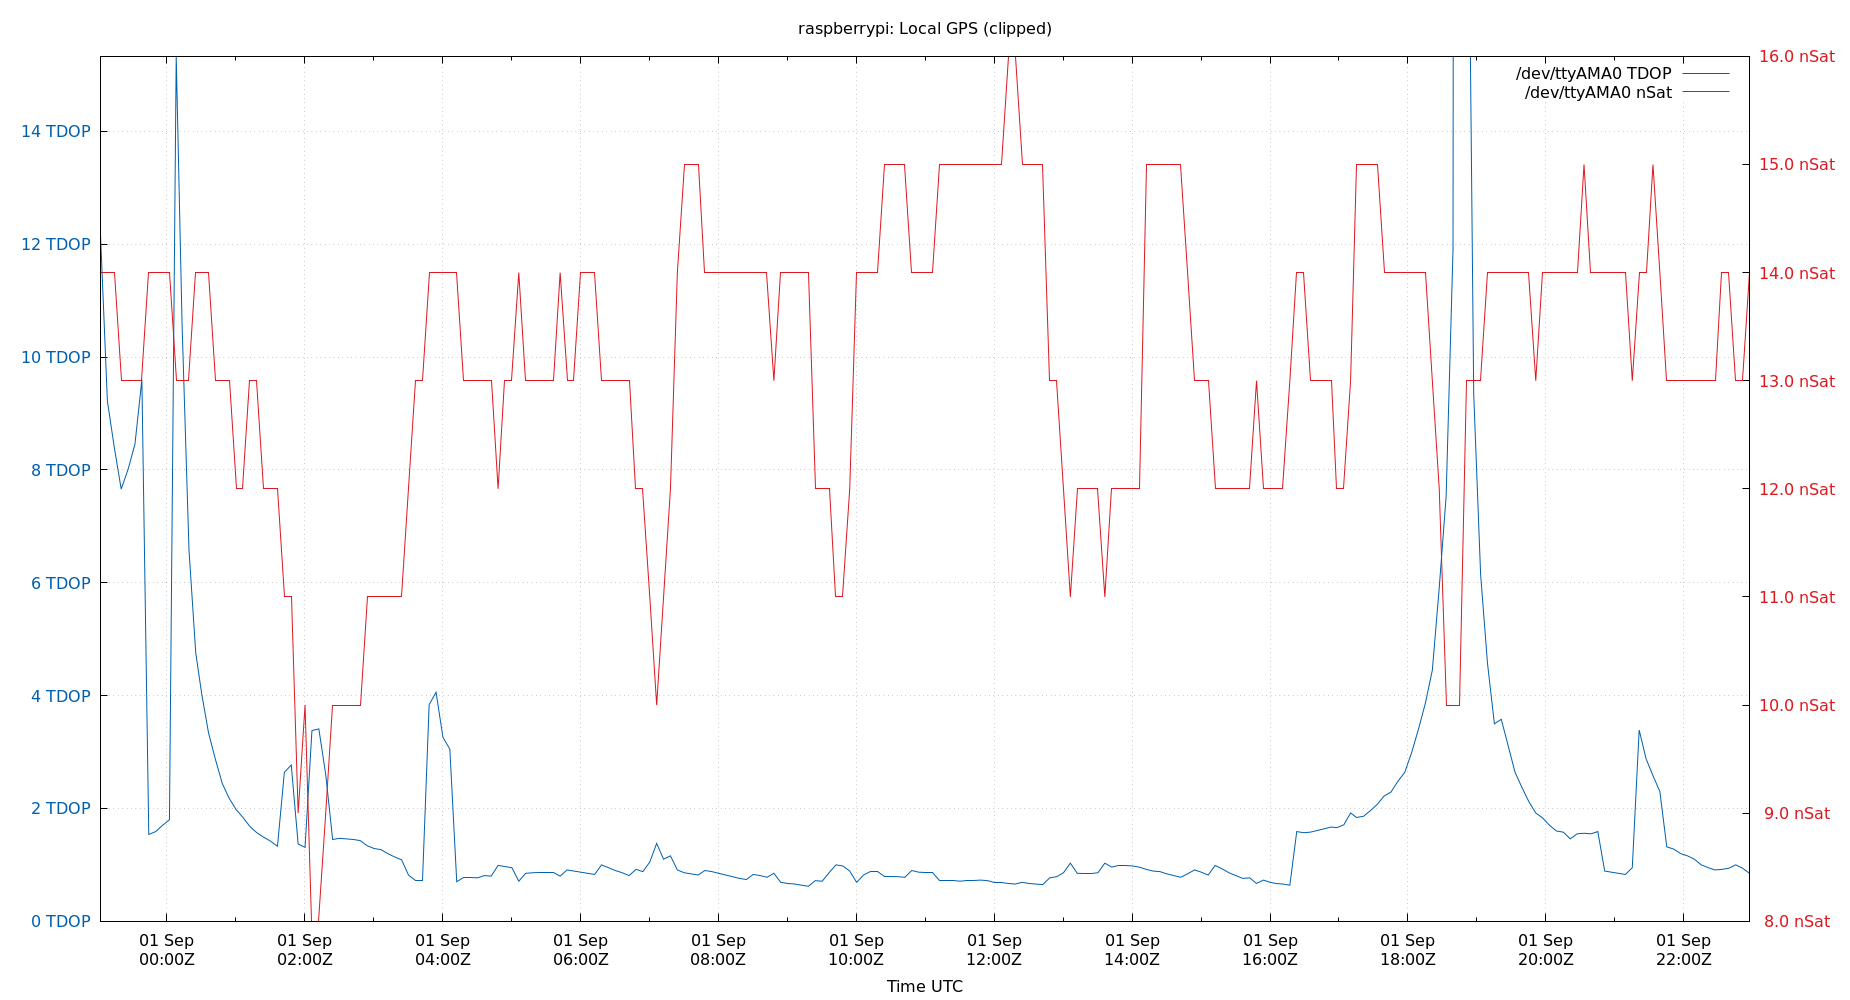 raspberrypi: Local GPS (clipped)
/dev/ttyAMA0 TDOP
/dev/ttyAMA0 nSat
14 TDOP
12 TDOP
10 TDOP
8 TDOP
6 TDOP
4 TDOP
2 TDOP
0 TDOP
16.0 nSat
15.0 nSat
14.0 nSat
13.0 nSat
12.0 nSat
11.0 nSat
10.0 nSat
9.0 nSat
8.0 nSat
01 Sep 01 Sep 01 Sep 01 Sep 01 Sep 01 Sep 01 Sep 01 Sep 01 Sep 01 Sep 01 Sep 01 Sep
00:00Z 02:00Z 04:00Z 06:00Z 08:00Z 10:00Z 12:00Z 14:00Z 16:00Z 18:00Z 20:00Z 22:00Z
Time UTC